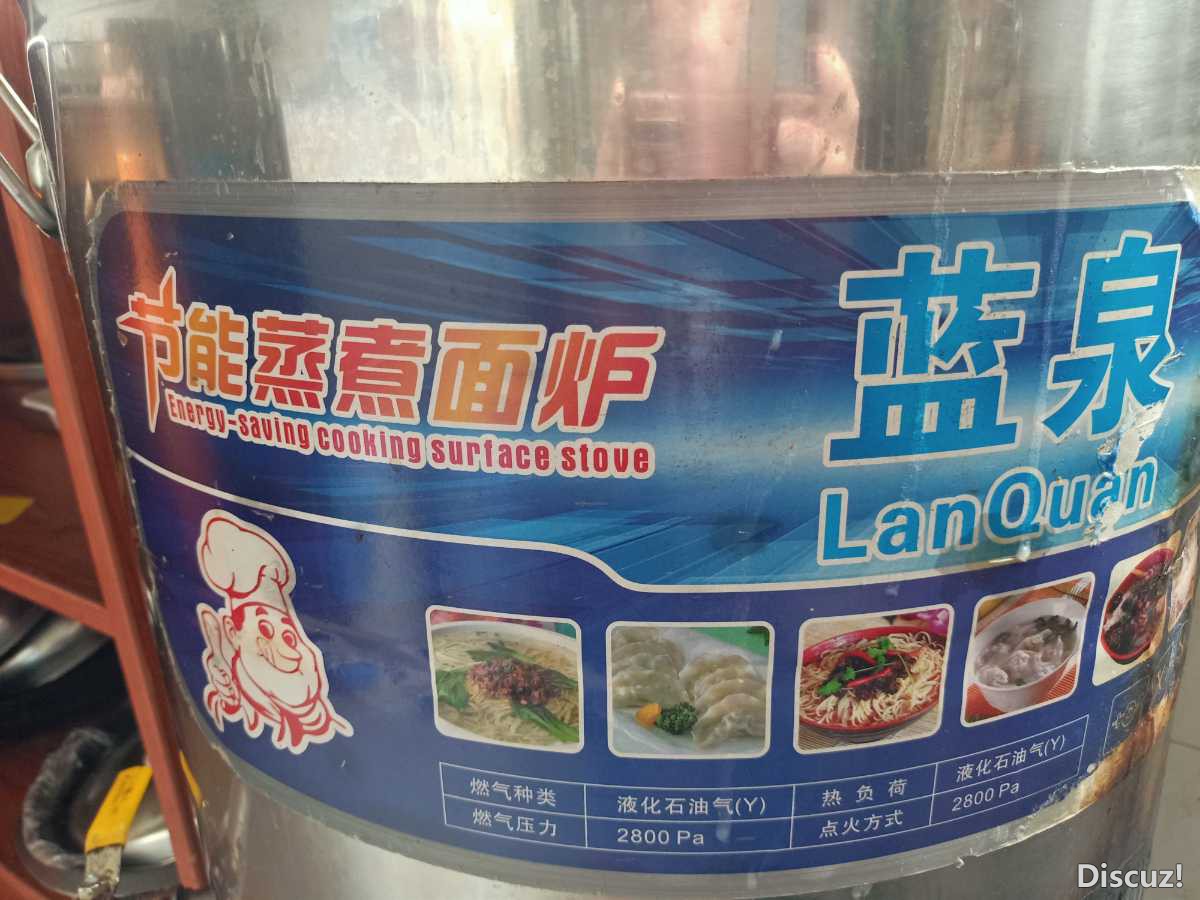 节能蒸煮面炉
Energy-saving cooking surface stove
蓝泉
LanQuan
燃气种类 液化石油气(Y) 热负荷 液化石油气(Y)
燃气压力 2800 Pa 点火方式 2800 Pa
Discuz!